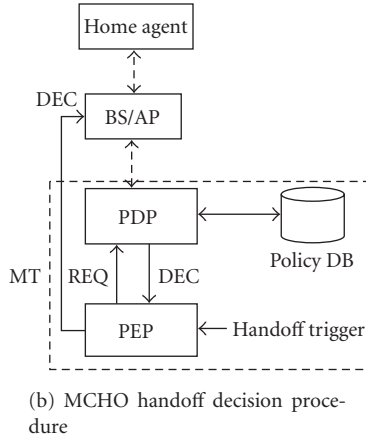 Home agent
DEC
BS/AP
PDP
Policy DB
MT
REQ
DEC
PEP
Handoff trigger
(b) MCHO handoff decision proce-
dure